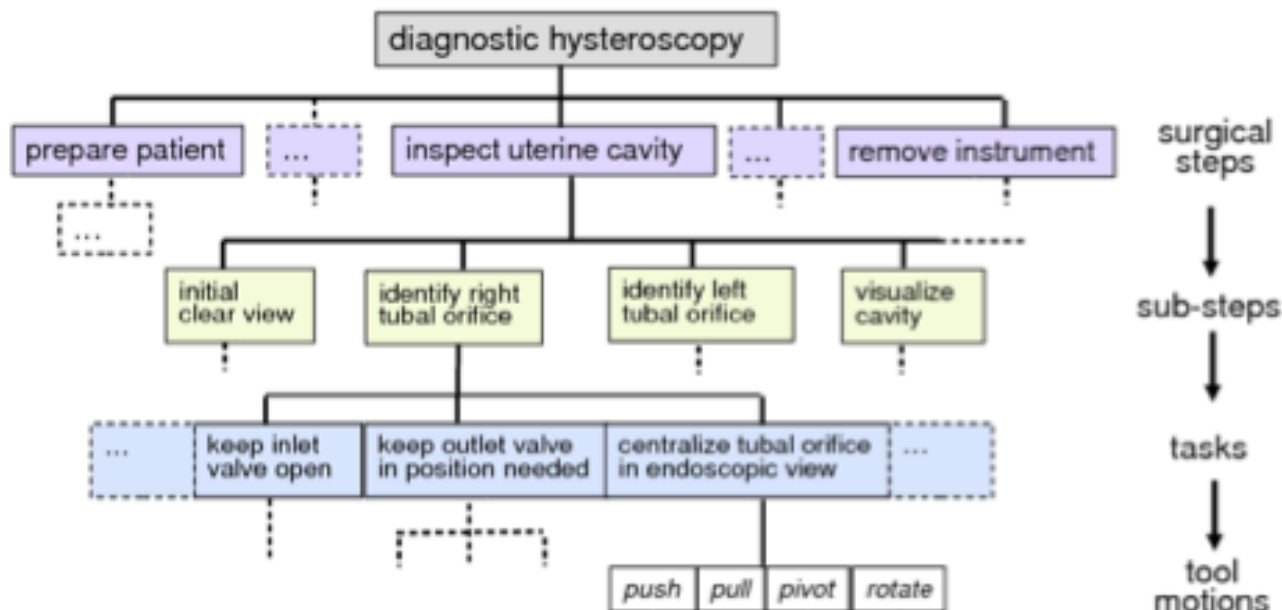 diagnostic hysteroscopy
prepare patient
...
inspect uterine cavity
...
remove instrument
surgical
steps
...
initial
clear view
identify right
tubal orifice
identify left
tubal orifice
visualize
cavity
sub-steps
...
keep inlet
valve open
keep outlet valve
in position needed
centralize tubal orifice
in endoscopic view
...
tasks
push
pull
pivot
rotate
tool
motions